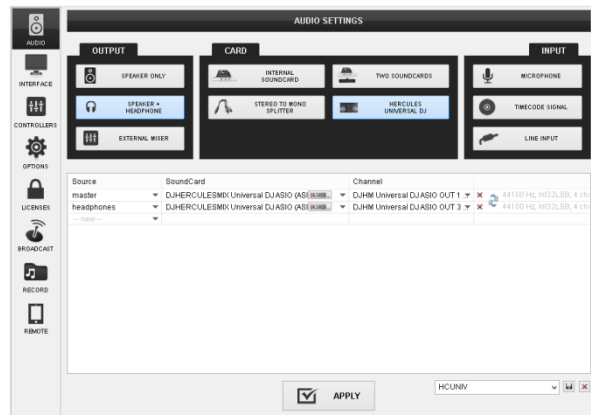 AUDIO SETTINGS
AUDIO
INTERFACE
CONTROLLERS
OPTIONS
LICENSES
BROADCAST
RECORD
REMOTE
OUTPUT
SPEAKER ONLY
SPEAKER +
HEADPHONE
EXTERNAL MIXER
CARD
INTERNAL
SOUNDCARD
TWO SOUNDCARDS
STEREO TO MONO
SPLITTER
HERCULES
UNIVERSAL DJ
INPUT
MICROPHONE
TIMECODE SIGNAL
LINE INPUT
Source SoundCard Channel
master DJHERCULESMIX Universal DJ ASIO (ASI DJHM Universal DJ ASIO OUT 1 44100 Hz, Int32LSB, 4 cha
headphones DJHERCULESMIX Universal DJ ASIO (ASI DJHM Universal DJ ASIO OUT 3 44100 Hz, Int32LSB, 4 cha
-- new --
APPLY
HCUNIV